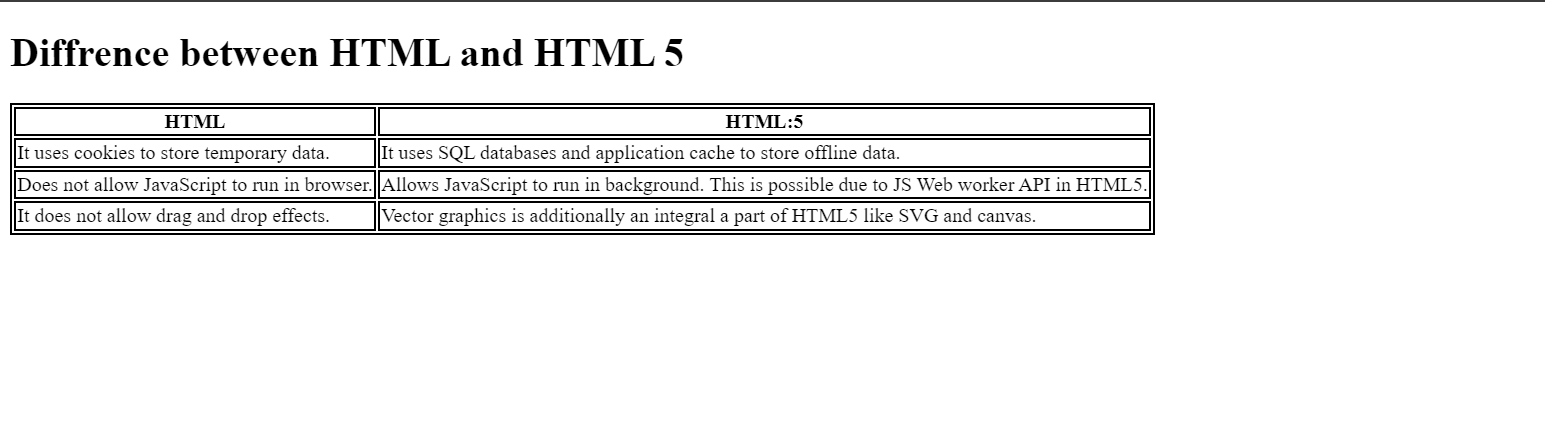 Diffrence between HTML and HTML 5
HTML HTML:5
It uses cookies to store temporary data. It uses SQL databases and application cache to store offline data.
Does not allow JavaScript to run in browser. Allows JavaScript to run in background. This is possible due to JS Web worker API in HTML5.
It does not allow drag and drop effects. Vector graphics is additionally an integral a part of HTML5 like SVG and canvas.